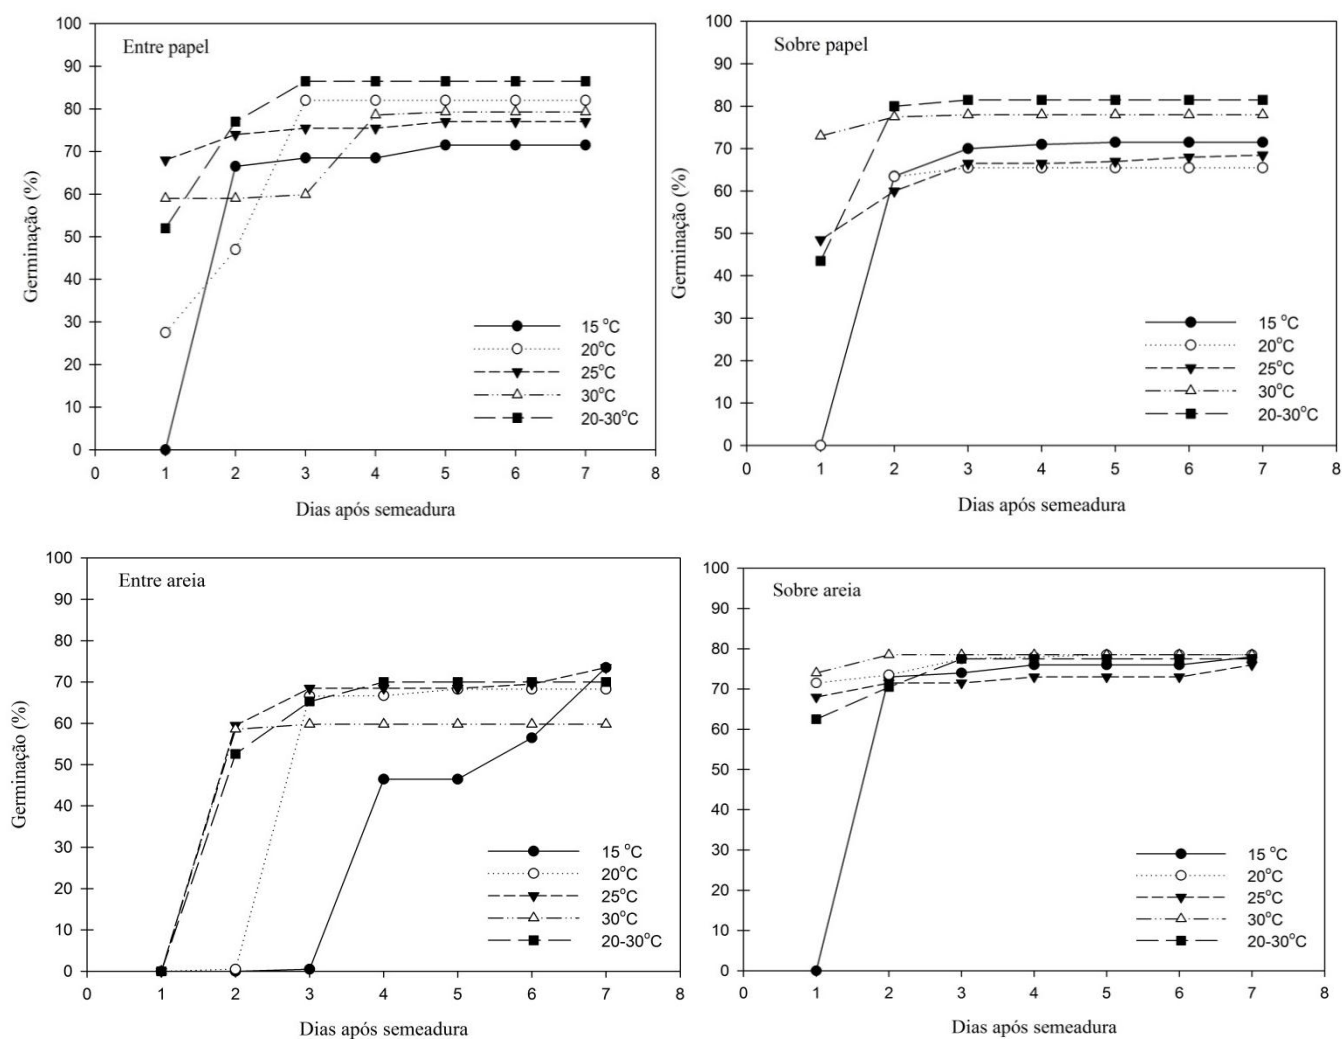 Entre papel
Germinação (%)
100
90
80
70
60
50
40
30
20
10
0
15 °C
20°C
25°C
30°C
20-30°C
0 1 2 3 4 5 6 7 8
Dias após semeadura
Sobre papel
Germinação (%)
100
90
80
70
60
50
40
30
20
10
0
15 °C
20°C
25°C
30°C
20-30°C
0 1 2 3 4 5 6 7 8
Dias após semeadura
Entre areia
Germinação (%)
100
90
80
70
60
50
40
30
20
10
0
15 °C
20°C
25°C
30°C
20-30°C
0 1 2 3 4 5 6 7 8
Dias após semeadura
Sobre areia
100
90
80
70
60
50
40
30
20
10
0
15 °C
20°C
25°C
30°C
20-30°C
0 1 2 3 4 5 6 7 8
Dias após semeadura